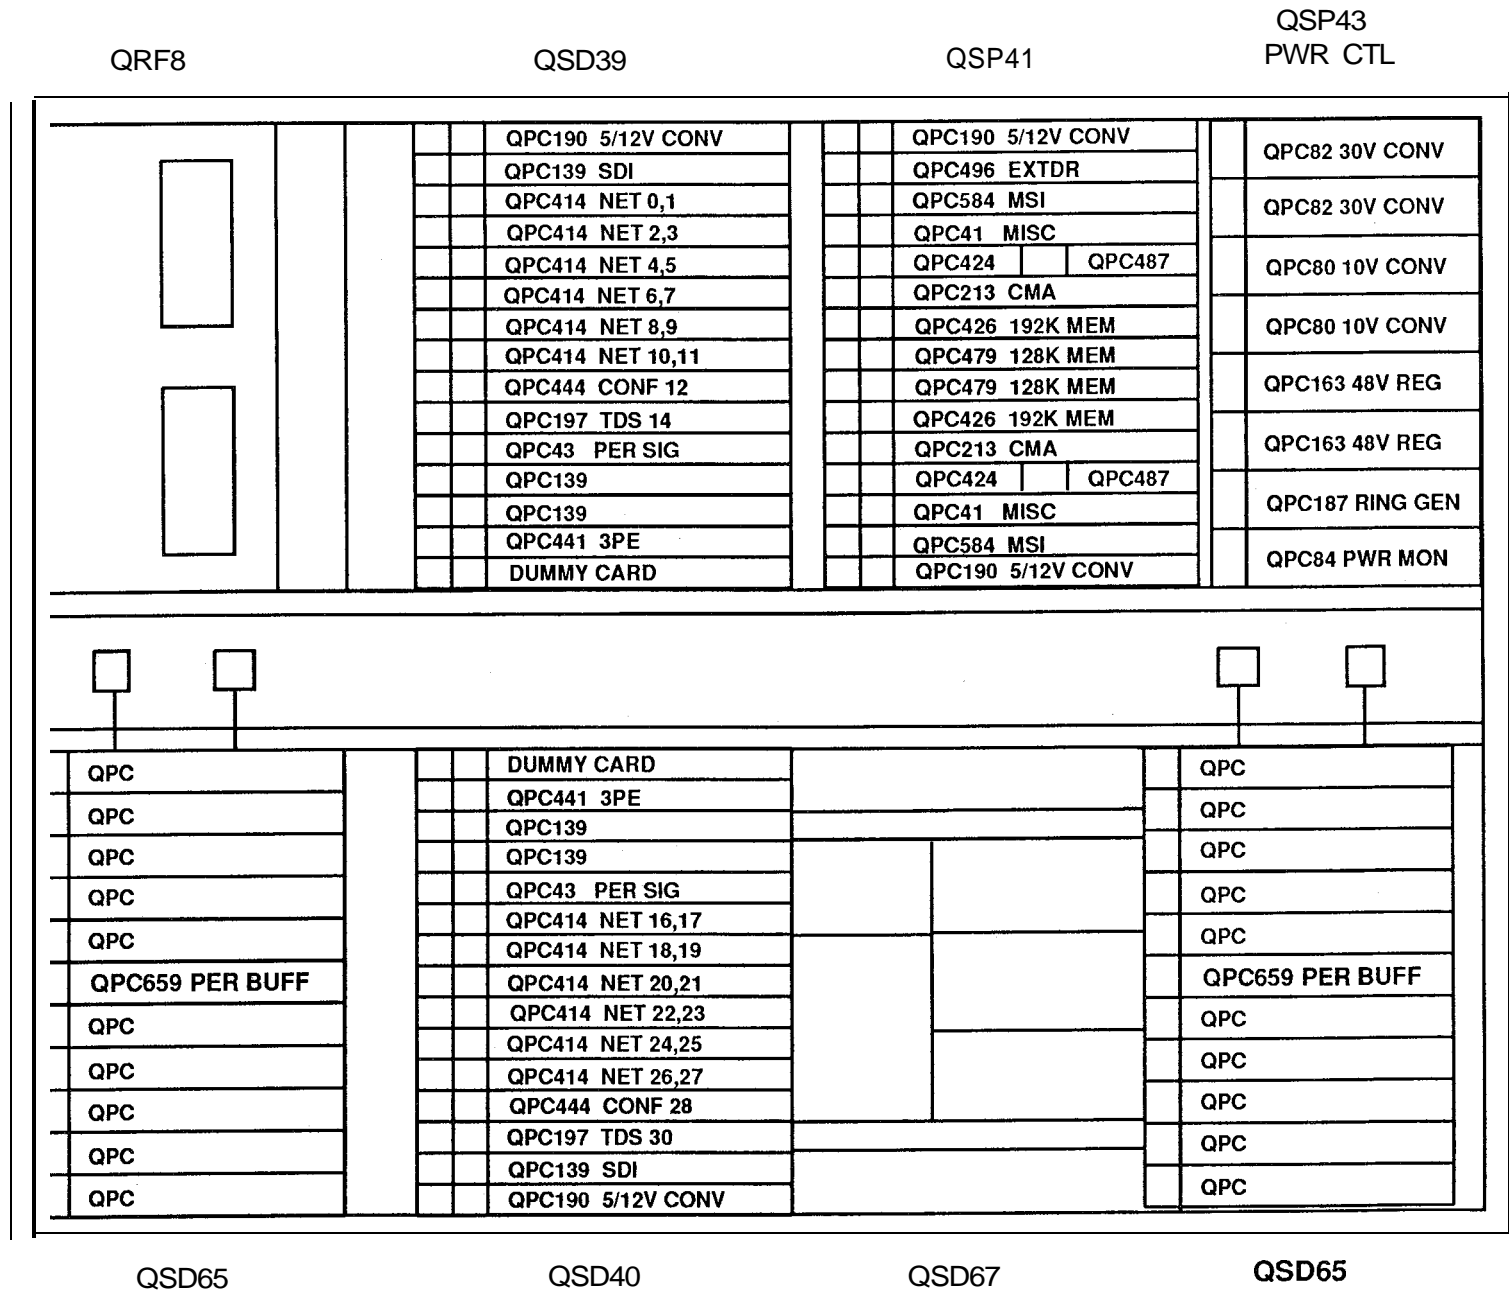 QRF8
QSD39
QSP41
QSP43
PWR CTL
QPC190 5/12V CONV
QPC139 SDI
QPC414 NET 0,1
QPC414 NET 2,3
QPC414 NET 4,5
QPC414 NET 6,7
QPC414 NET 8,9
QPC414 NET 10,11
QPC444 CONF 12
QPC197 TDS 14
QPC43 PER SIG
QPC139
QPC139
QPC441 3PE
DUMMY CARD
QPC190 5/12V CONV
QPC496 EXTDR
QPC584 MSI
QPC41 MISC
QPC424 QPC487
QPC213 CMA
QPC426 192K MEM
QPC479 128K MEM
QPC479 128K MEM
QPC426 192K MEM
QPC213 CMA
QPC424 QPC487
QPC41 MISC
QPC584 MSI
QPC190 5/12V CONV
QPC82 30V CONV
QPC82 30V CONV
QPC80 10V CONV
QPC80 10V CONV
QPC163 48V REG
QPC163 48V REG
QPC187 RING GEN
QPC84 PWR MON
QPC
QPC
QPC
QPC
QPC
QPC659 PER BUFF
QPC
QPC
QPC
QPC
QPC
DUMMY CARD
QPC441 3PE
QPC139
QPC139
QPC43 PER SIG
QPC414 NET 16,17
QPC414 NET 18,19
QPC414 NET 20,21
QPC414 NET 22,23
QPC414 NET 24,25
QPC414 NET 26,27
QPC444 CONF 28
QPC197 TDS 30
QPC139 SDI
QPC190 5/12V CONV
QPC
QPC
QPC
QPC
QPC
QPC659 PER BUFF
QPC
QPC
QPC
QPC
QPC
QSD65
QSD40
QSD67
QSD65